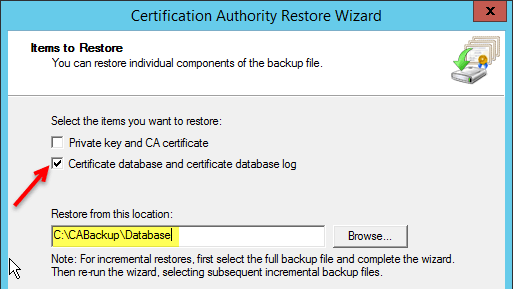 Certification Authority Restore Wizard
x
Items to Restore
You can restore individual components of the backup file.
Select the items you want to restore:
Private key and CA certificate
Certificate database and certificate database log
Restore from this location:
C:\CABackup\Database
Browse...
Note: For incremental restores, first select the full backup file and complete the wizard.
Then re-run the wizard, selecting subsequent incremental backup files.